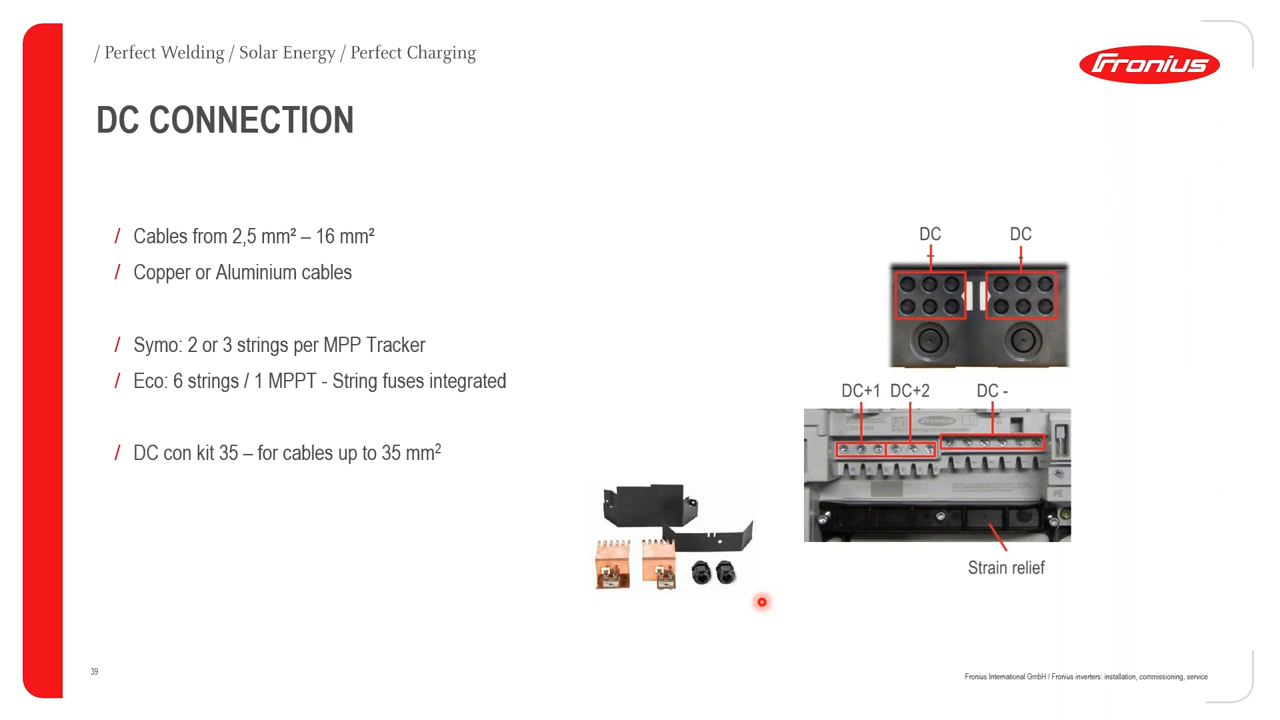 / Perfect Welding / Solar Energy / Perfect Charging
Fronius
DC CONNECTION
/ Cables from 2,5 mm² – 16 mm²
/ Copper or Aluminium cables
/ Symo: 2 or 3 strings per MPP Tracker
/ Eco: 6 strings / 1 MPPT - String fuses integrated
/ DC con kit 35 – for cables up to 35 mm²
DC DC
+ -
DC+1 DC+2 DC -
PE
Strain relief
39
Fronius International GmbH / Fronius inverters: installation, commissioning, service